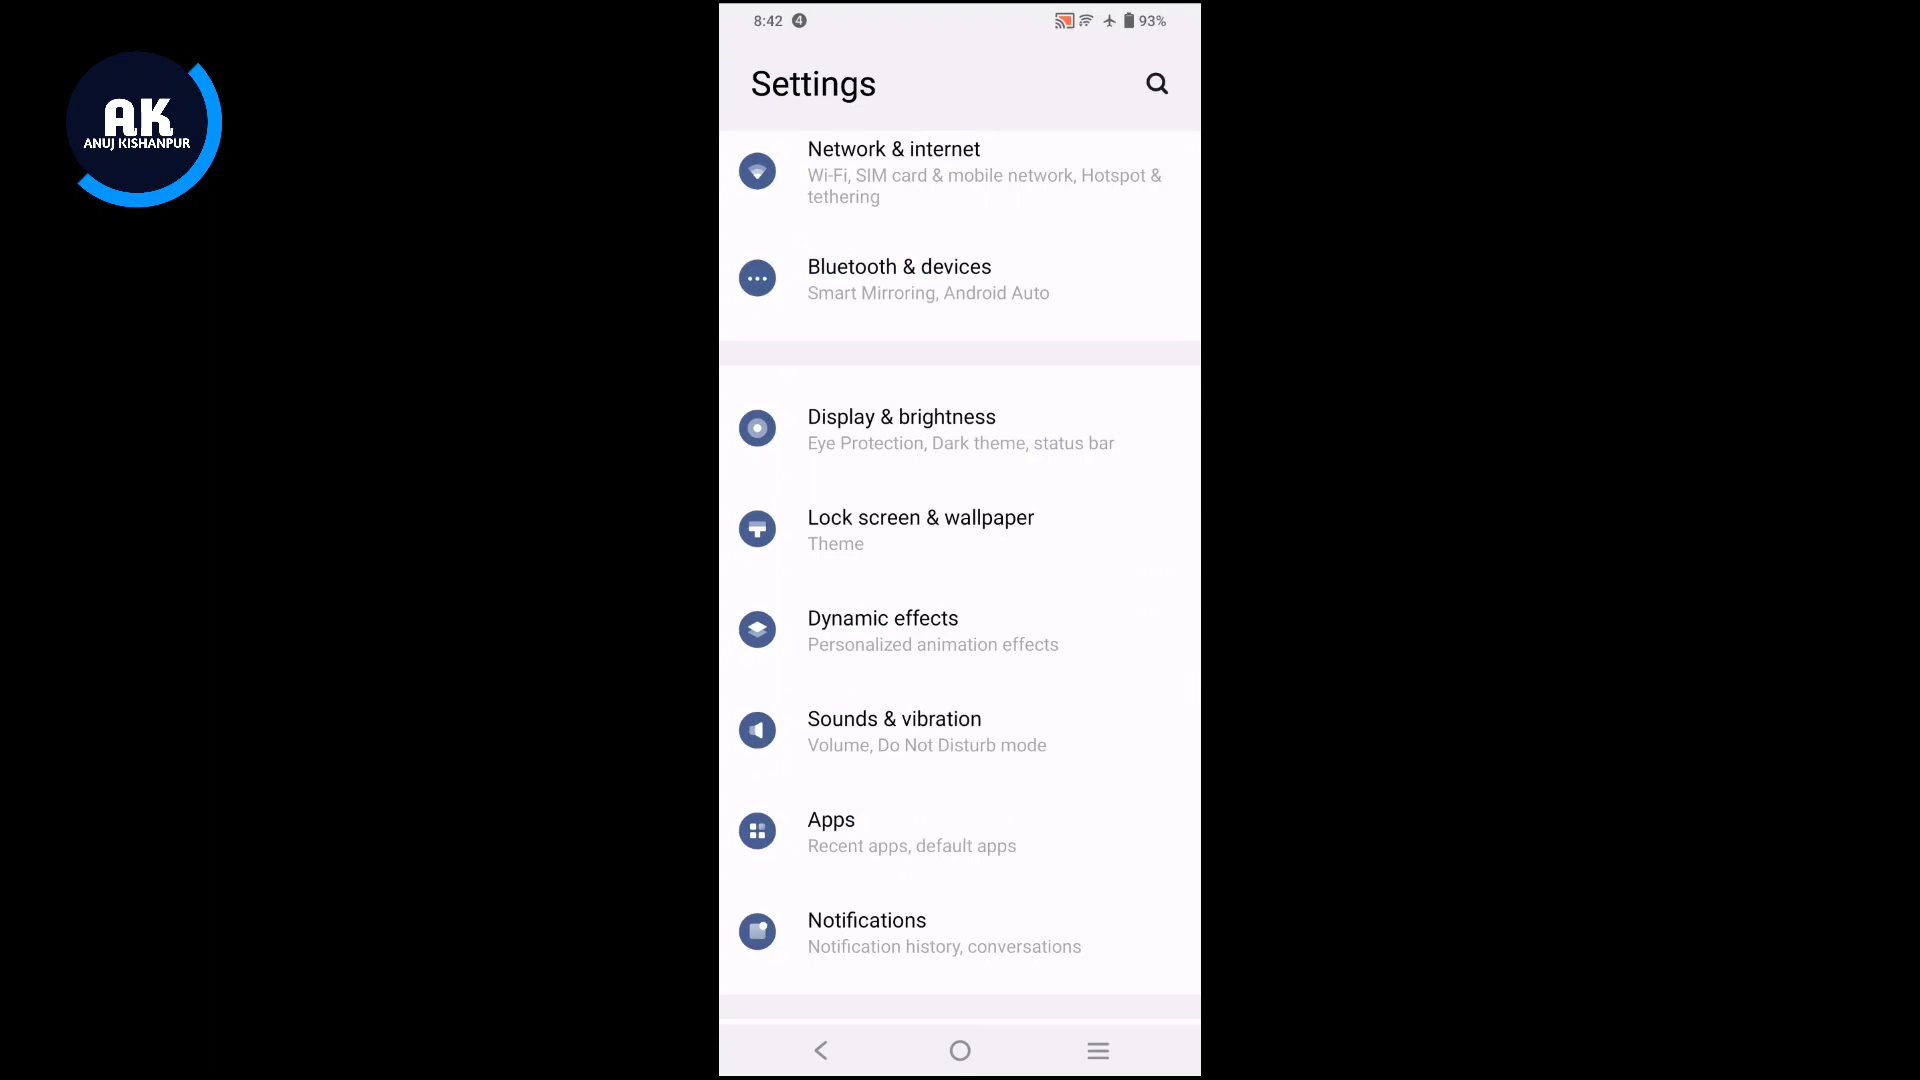 AK
ANUJ KISHANPUR
8:42 4
93%
Settings
Network & internet
Wi-Fi, SIM card & mobile network, Hotspot &
tethering
Bluetooth & devices
Smart Mirroring, Android Auto
Display & brightness
Eye Protection, Dark theme, status bar
Lock screen & wallpaper
Theme
Dynamic effects
Personalized animation effects
Sounds & vibration
Volume, Do Not Disturb mode
Apps
Recent apps, default apps
Notifications
Notification history, conversations